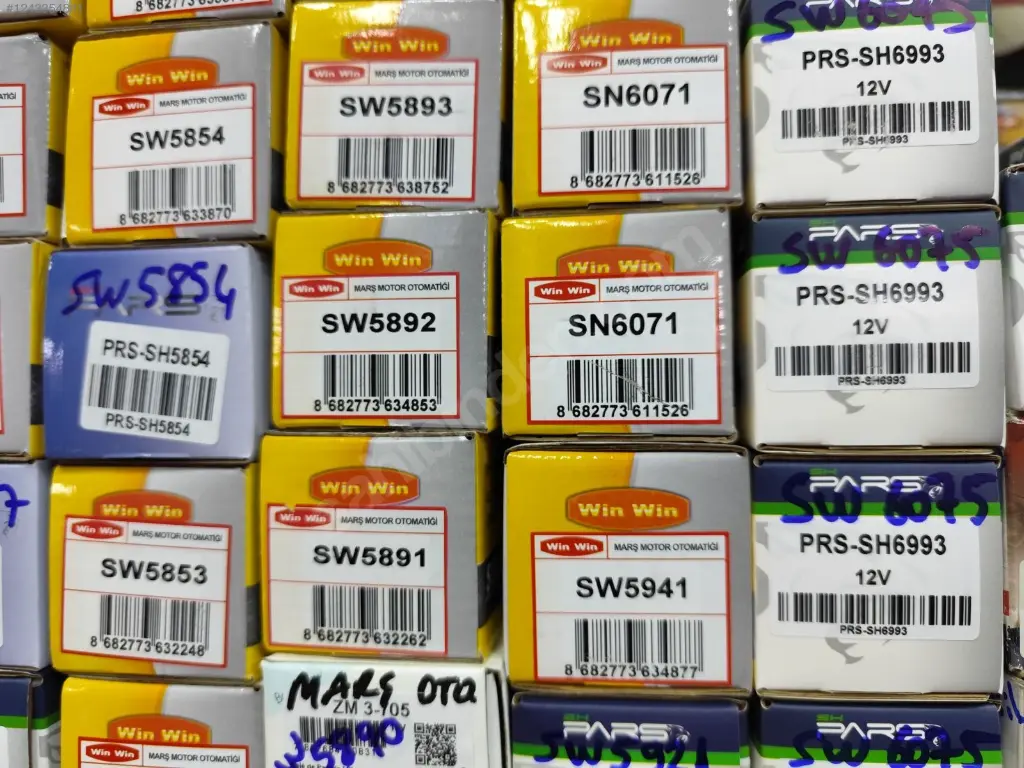 Win Win
Win Win MARŞ MOTOR OTOMATİĞİ
SW5854
8 682773 633870
Win Win
Win Win MARŞ MOTOR OTOMATİĞİ
SW5893
8 682773 638752
Win Win
Win Win MARŞ MOTOR OTOMATİĞİ
SN6071
8 682773 611526
SW 6075
PRS-SH6993
12V
PRS-SH6993
SW5854
PRS-SH5854
PRS-SH5854
Win Win
Win Win MARŞ MOTOR OTOMATİĞİ
SW5892
8 682773 634853
Win Win
Win Win MARŞ MOTOR OTOMATİĞİ
SN6071
8 682773 611526
PARS
SW 6075
PRS-SH6993
12V
PRS-SH6993
Win Win
Win Win MARŞ MOTOR OTOMATİĞİ
SW5853
8 682773 632248
Win Win
Win Win MARŞ MOTOR OTOMATİĞİ
SW5891
8 682773 632262
Win Win
Win Win MARŞ MOTOR OTOMATİĞİ
SW5941
8 682773 634877
SH
PARS
SW 6075
PRS-SH6993
12V
PRS-SH6993
Win Win
Win Win MARŞ MOTOR OTOMATİĞİ
MARŞ OTO
ZM 3-705
SH
PARS
SH
PARS
SW 6075